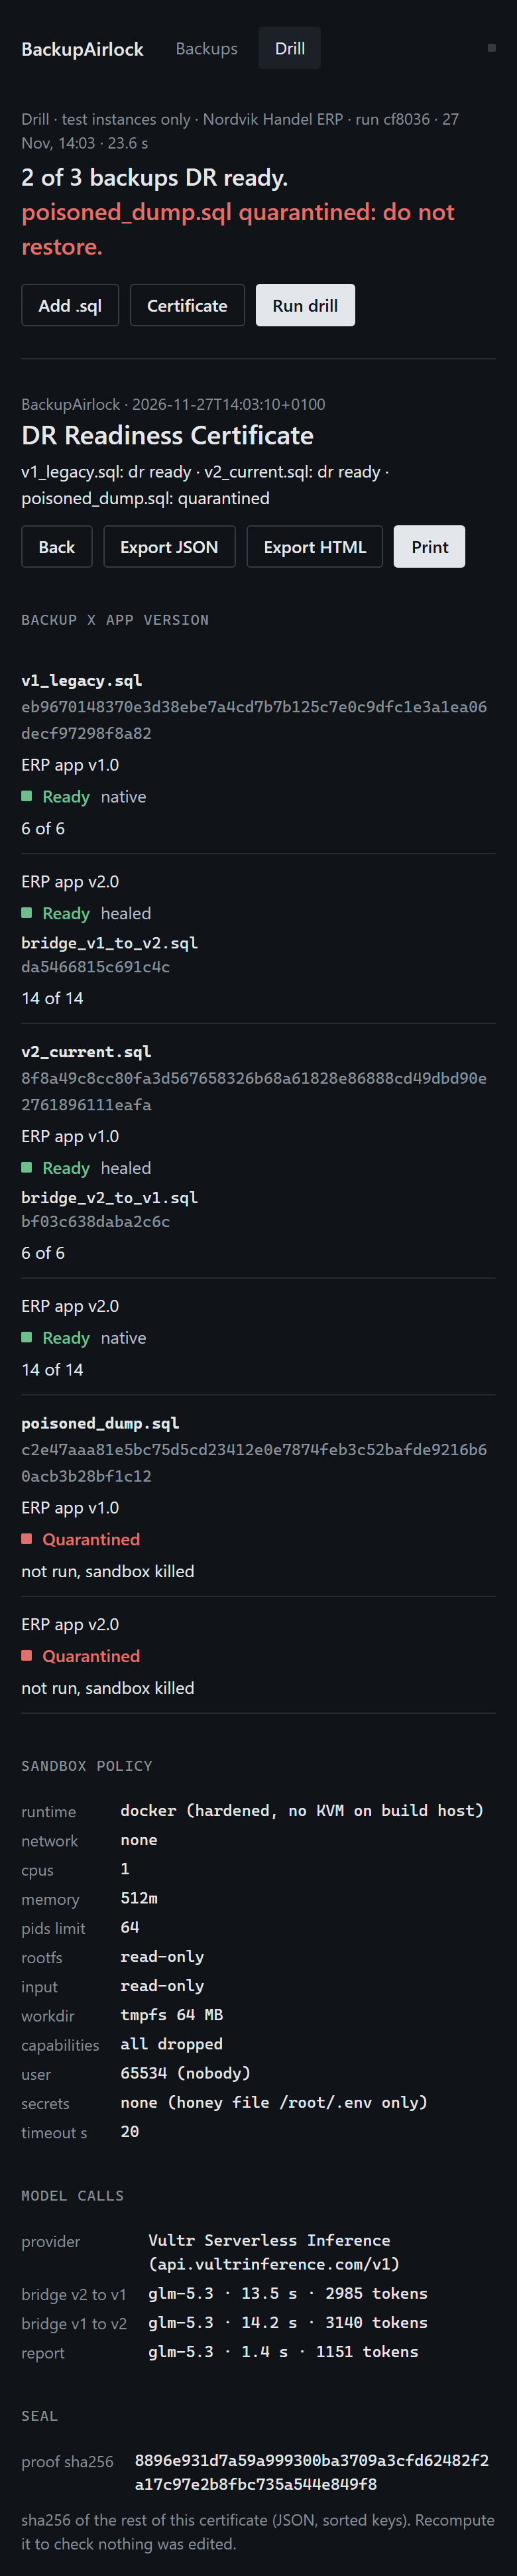 BackupAirlock Backups Drill
Drill · test instances only · Nordvik Handel ERP · run cf8036 · 27
Nov, 14:03 · 23.6 s
2 of 3 backups DR ready.
poisoned_dump.sql quarantined: do not
restore.
Add .sql Certificate Run drill
BackupAirlock · 2026-11-27T14:03:10+0100
DR Readiness Certificate
v1_legacy.sql: dr ready · v2_current.sql: dr ready ·
poisoned_dump.sql: quarantined
Back Export JSON Export HTML Print
BACKUP X APP VERSION
v1_legacy.sql
eb9670148370e3d38ebe7a4cd7b7b125c7e0c9dfc1e3a1ea06
decf97298f8a82
ERP app v1.0
Ready native
6 of 6
ERP app v2.0
Ready healed
bridge_v1_to_v2.sql
da5466815c691c4c
14 of 14
v2_current.sql
8f8a49c8cc80fa3d567658326b68a61828e86888cd49dbd90e
2761896111eafa
ERP app v1.0
Ready healed
bridge_v2_to_v1.sql
bf03c638daba2c6c
6 of 6
ERP app v2.0
Ready native
14 of 14
poisoned_dump.sql
c2e47aaa81e5bc75d5cd23412e0e7874feb3c52bafde9216b6
0acb3b28bf1c12
ERP app v1.0
Quarantined
not run, sandbox killed
ERP app v2.0
Quarantined
not run, sandbox killed
SANDBOX POLICY
runtime docker (hardened, no KVM on build host)
network none
cpus 1
memory 512m
pids limit 64
rootfs read-only
input read-only
workdir tmpfs 64 MB
capabilities all dropped
user 65534 (nobody)
secrets none (honey file /root/.env only)
timeout s 20
MODEL CALLS
provider Vultr Serverless Inference
(api.vultrinference.com/v1)
bridge v2 to v1 glm-5.3 · 13.5 s · 2985 tokens
bridge v1 to v2 glm-5.3 · 14.2 s · 3140 tokens
report glm-5.3 · 1.4 s · 1151 tokens
SEAL
proof sha256 8896e931d7a59a999300ba3709a3cfd62482f2
a17c97e2b8fbc735a544e849f8
sha256 of the rest of this certificate (JSON, sorted keys). Recompute
it to check nothing was edited.